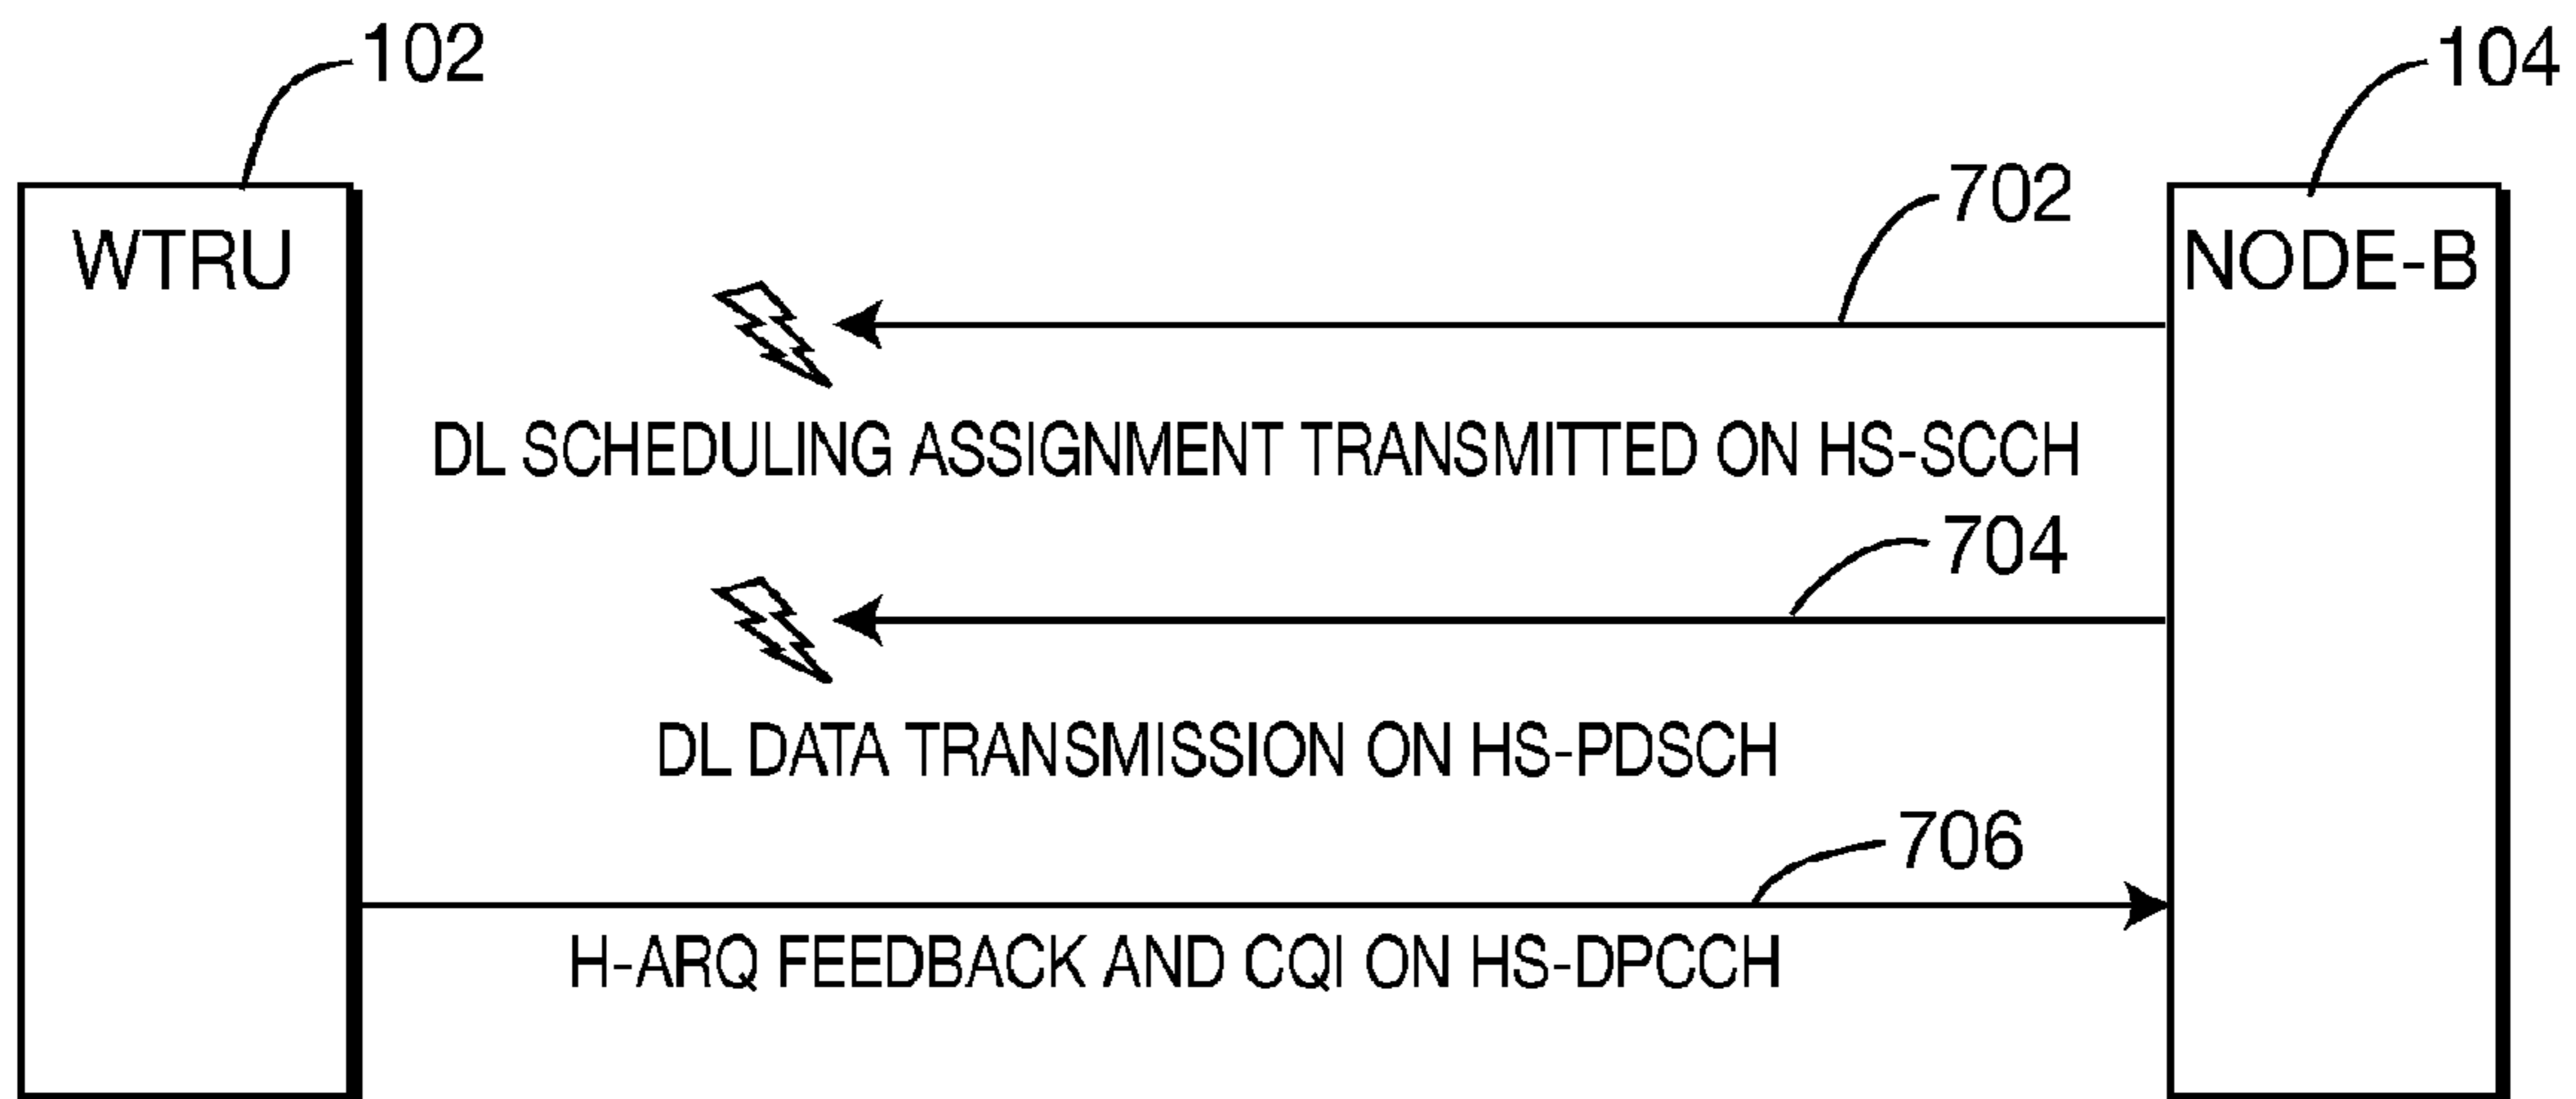 102
104
702
WTRU
NODE-B
DL SCHEDULING ASSIGNMENT TRANSMITTED ON HS-SCCH
704
DL DATA TRANSMISSION ON HS-PDSCH
706
H-ARQ FEEDBACK AND CQI ON HS-DPCCH